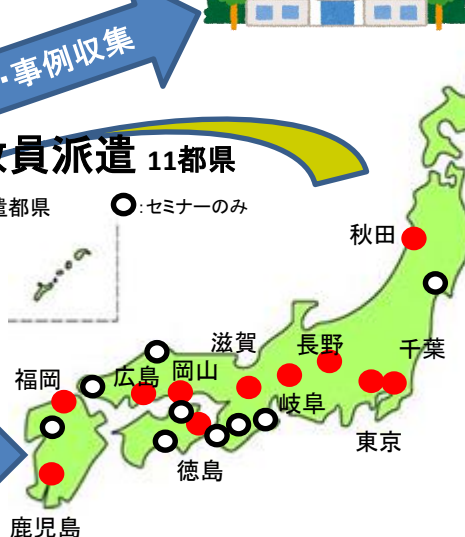 ・事例収集
教員派遣 11都県
遣都県
:セミナーのみ
秋田
滋賀
長野
千葉
福岡
広島
岡山
岐阜
東京
徳島
鹿児島